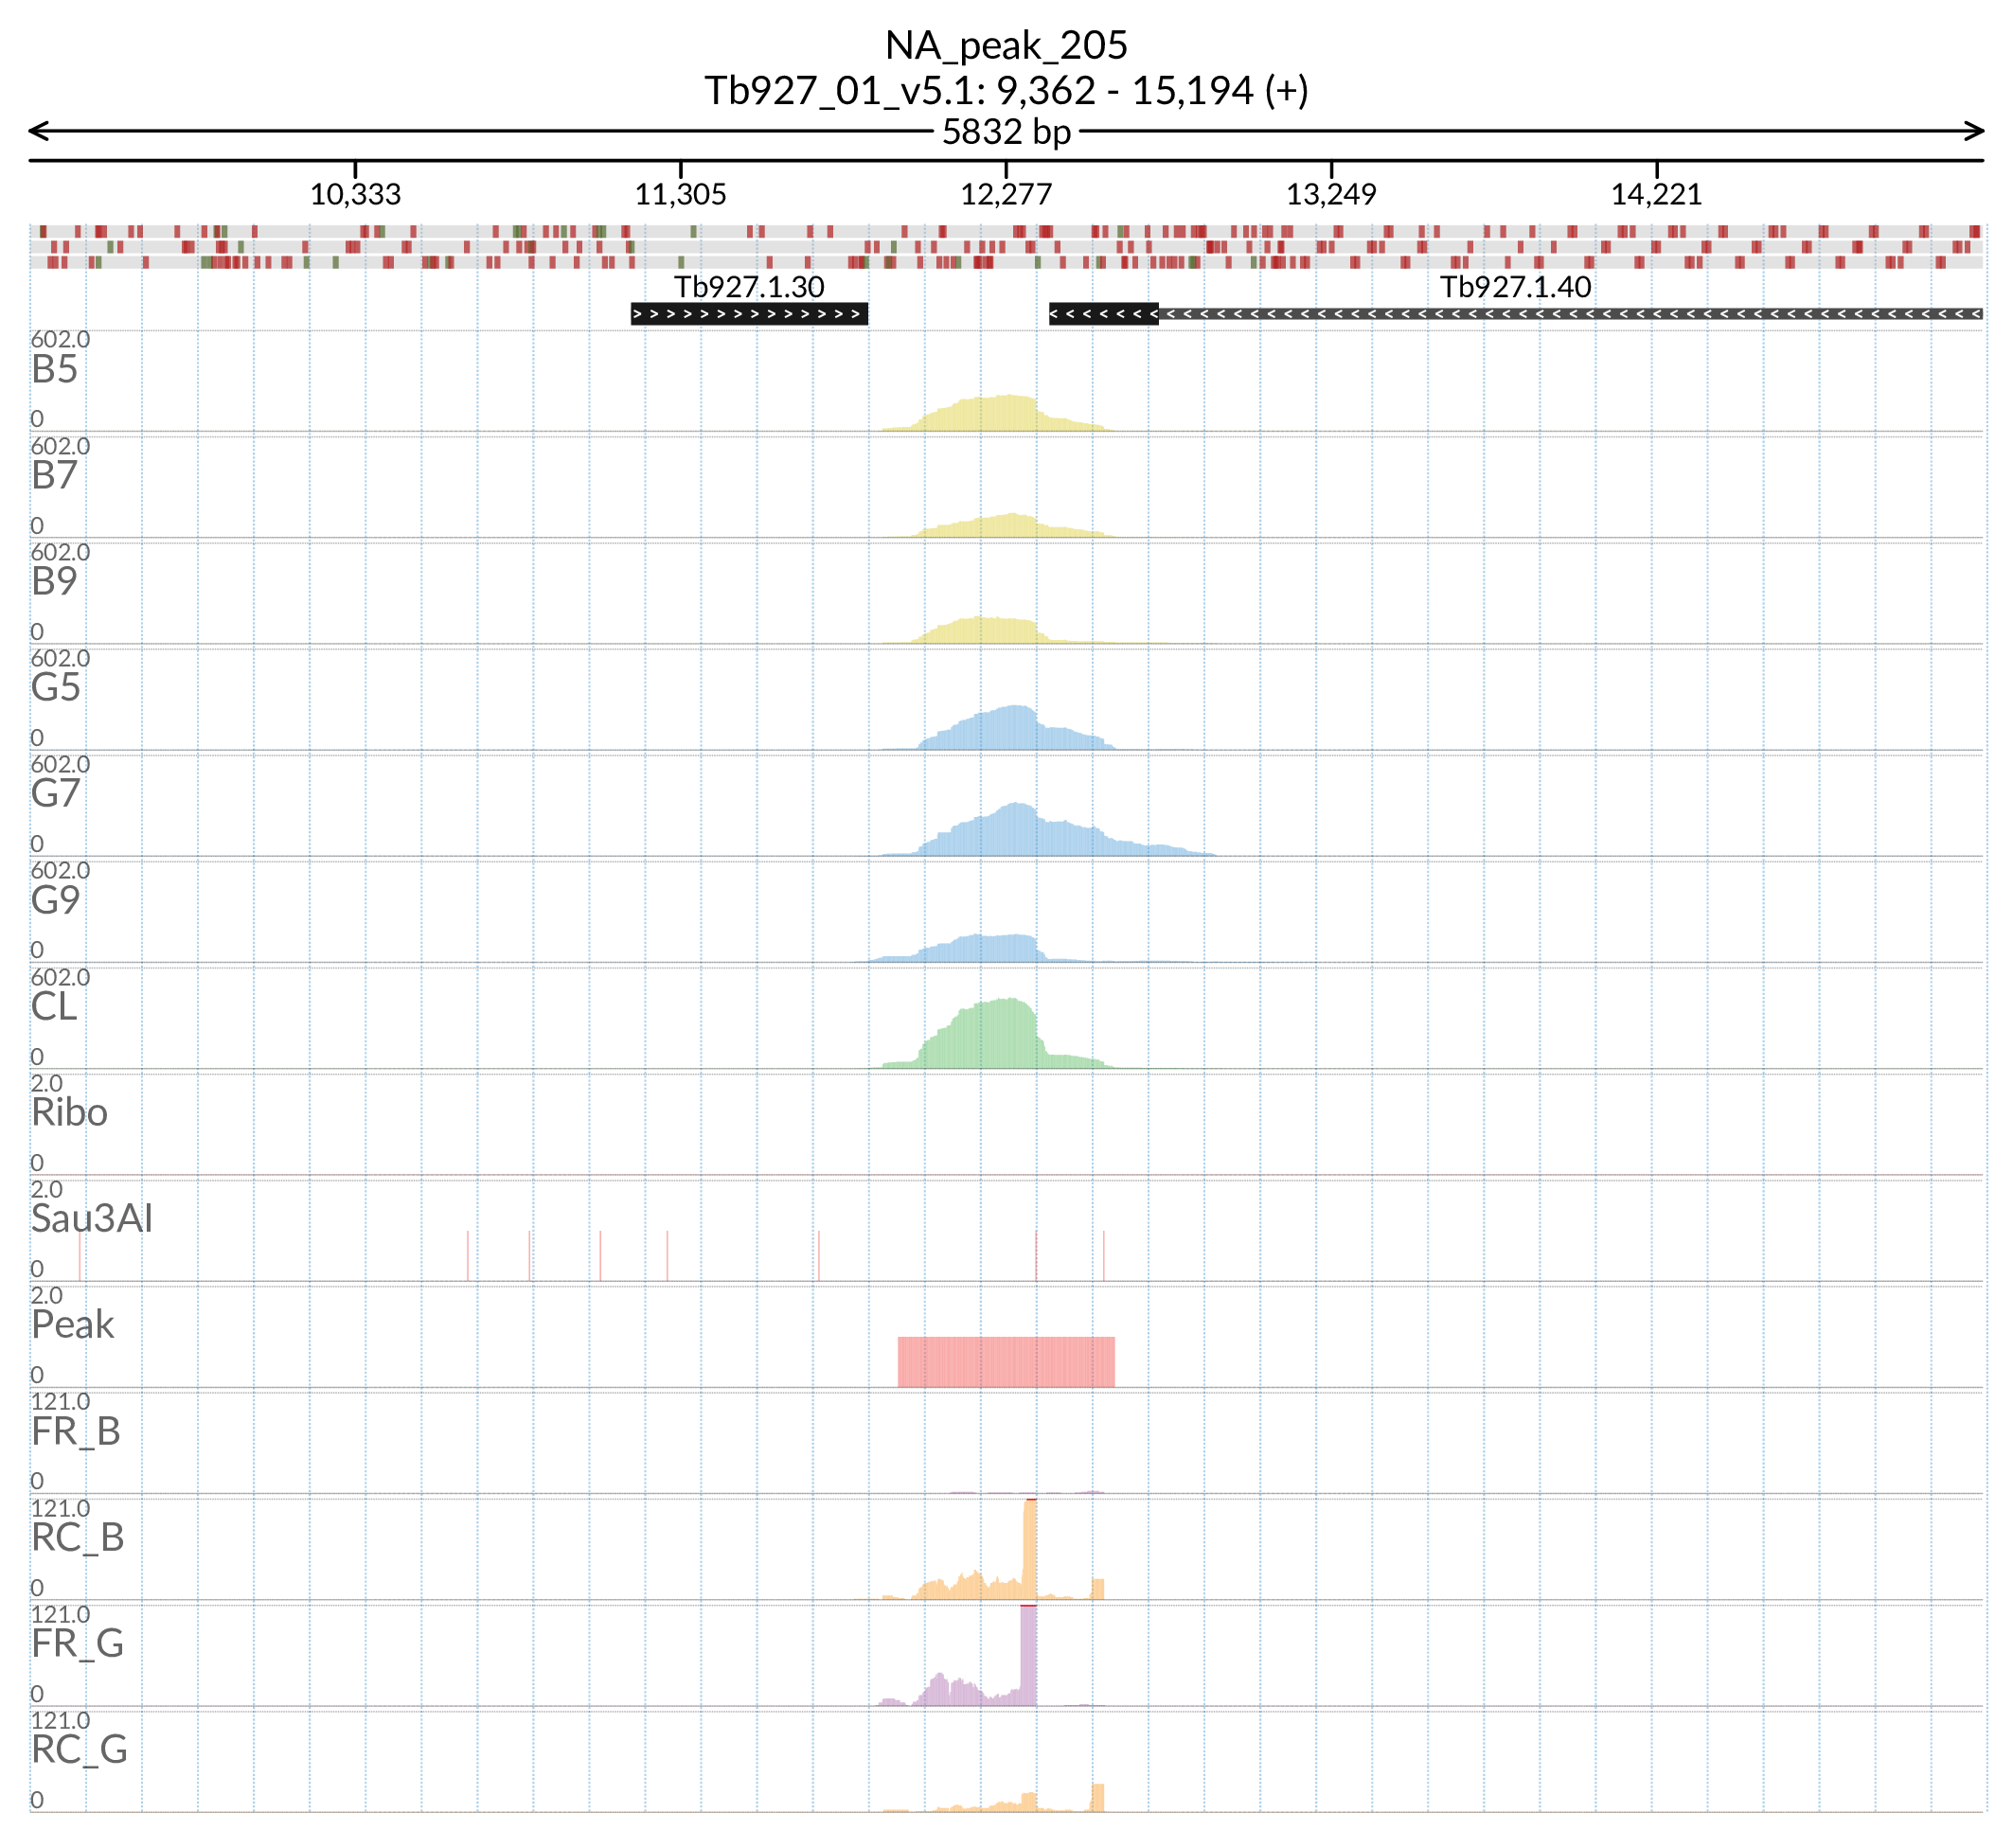 NA_peak_205
Tb927_01_v5.1: 9,362 - 15,194 (+)
5832 bp
10,333 11,305 12,277 13,249 14,221
Tb927.1.30 Tb927.1.40
602.0
B5
0
602.0
B7
0
602.0
B9
0
602.0
G5
0
602.0
G7
0
602.0
G9
0
602.0
CL
0
2.0
Ribo
0
2.0
Sau3AI
0
2.0
Peak
0
121.0
FR_B
0
121.0
RC_B
0
121.0
FR_G
0
121.0
RC_G
0